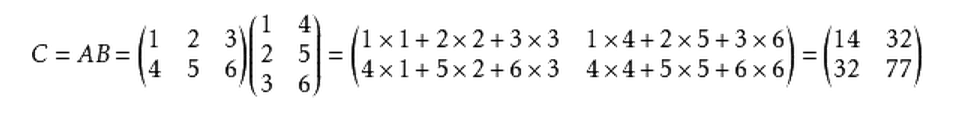 C = AB = (1 2 3; 4 5 6)(1 4; 2 5; 3 6) = (1×1+2×2+3×3 1×4+2×5+3×6; 4×1+5×2+6×3 4×4+5×5+6×6) = (14 32; 32 77)